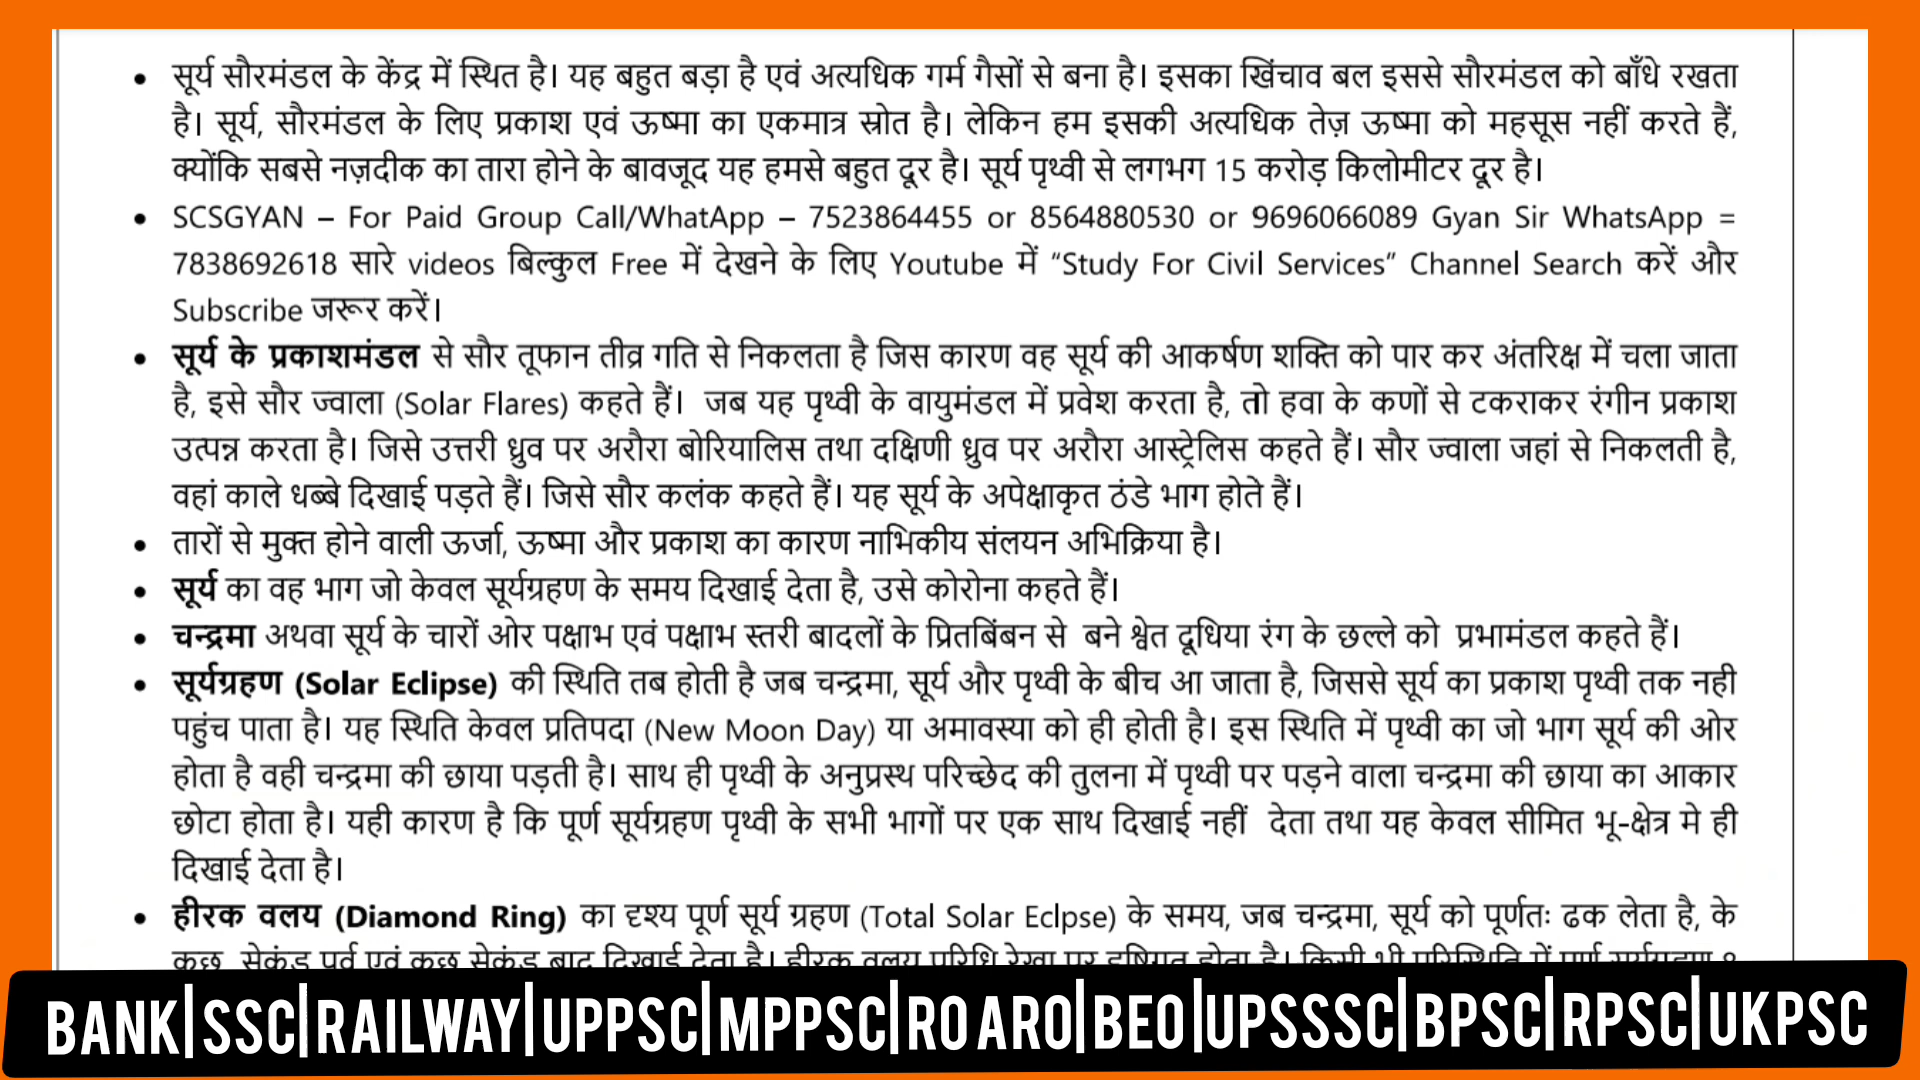 • सूर्य सौरमंडल के केंद्र में स्थित है। यह बहुत बड़ा है एवं अत्यधिक गर्म गैसों से बना है। इसका खिंचाव बल इससे सौरमंडल को बाँधे रखता
है। सूर्य, सौरमंडल के लिए प्रकाश एवं ऊष्मा का एकमात्र स्रोत है। लेकिन हम इसकी अत्यधिक तेज़ ऊष्मा को महसूस नहीं करते हैं,
क्योंकि सबसे नज़दीक का तारा होने के बावजूद यह हमसे बहुत दूर है। सूर्य पृथ्वी से लगभग 15 करोड़ किलोमीटर दूर है।
• SCSGYAN – For Paid Group Call/WhatApp – 7523864455 or 8564880530 or 9696066089 Gyan Sir WhatsApp =
7838692618 सारे videos बिल्कुल Free में देखने के लिए Youtube में “Study For Civil Services” Channel Search करें और
Subscribe जरूर करें।
• सूर्य के प्रकाशमंडल से सौर तूफान तीव्र गति से निकलता है जिस कारण वह सूर्य की आकर्षण शक्ति को पार कर अंतरिक्ष में चला जाता
है, इसे सौर ज्वाला (Solar Flares) कहते हैं। जब यह पृथ्वी के वायुमंडल में प्रवेश करता है, तो हवा के कणों से टकराकर रंगीन प्रकाश
उत्पन्न करता है। जिसे उत्तरी ध्रुव पर अरौरा बोरियालिस तथा दक्षिणी ध्रुव पर अरौरा आस्ट्रेलिस कहते हैं। सौर ज्वाला जहां से निकलती है,
वहां काले धब्बे दिखाई पड़ते हैं। जिसे सौर कलंक कहते हैं। यह सूर्य के अपेक्षाकृत ठंडे भाग होते हैं।
• तारों से मुक्त होने वाली ऊर्जा, ऊष्मा और प्रकाश का कारण नाभिकीय संलयन अभिक्रिया है।
• सूर्य का वह भाग जो केवल सूर्यग्रहण के समय दिखाई देता है, उसे कोरोना कहते हैं।
• चन्द्रमा अथवा सूर्य के चारों ओर पक्षाभ एवं पक्षाभ स्तरी बादलों के प्रितबिंबन से बने श्वेत दूधिया रंग के छल्ले को प्रभामंडल कहते हैं।
• सूर्यग्रहण (Solar Eclipse) की स्थिति तब होती है जब चन्द्रमा, सूर्य और पृथ्वी के बीच आ जाता है, जिससे सूर्य का प्रकाश पृथ्वी तक नही
पहुंच पाता है। यह स्थिति केवल प्रतिपदा (New Moon Day) या अमावस्या को ही होती है। इस स्थिति में पृथ्वी का जो भाग सूर्य की ओर
होता है वही चन्द्रमा की छाया पड़ती है। साथ ही पृथ्वी के अनुप्रस्थ परिच्छेद की तुलना में पृथ्वी पर पड़ने वाला चन्द्रमा की छाया का आकार
छोटा होता है। यही कारण है कि पूर्ण सूर्यग्रहण पृथ्वी के सभी भागों पर एक साथ दिखाई नहीं देता तथा यह केवल सीमित भू-क्षेत्र मे ही
दिखाई देता है।
• हीरक वलय (Diamond Ring) का दृश्य पूर्ण सूर्य ग्रहण (Total Solar Eclpse) के समय, जब चन्द्रमा, सूर्य को पूर्णतः ढक लेता है, के
कुछ सेकंड पूर्व एवं कुछ सेकंड बाद दिखाई देता है। हीरक वलय परिधि रेखा पर दृष्टिगत होता है। किसी भी परिस्थिति में पूर्ण सूर्यग्रहण
BANK|SSC|RAILWAY|UPPSC|MPPSC|RO ARO|BEO|UPSSSC|BPSC|RPSC|UKPSC